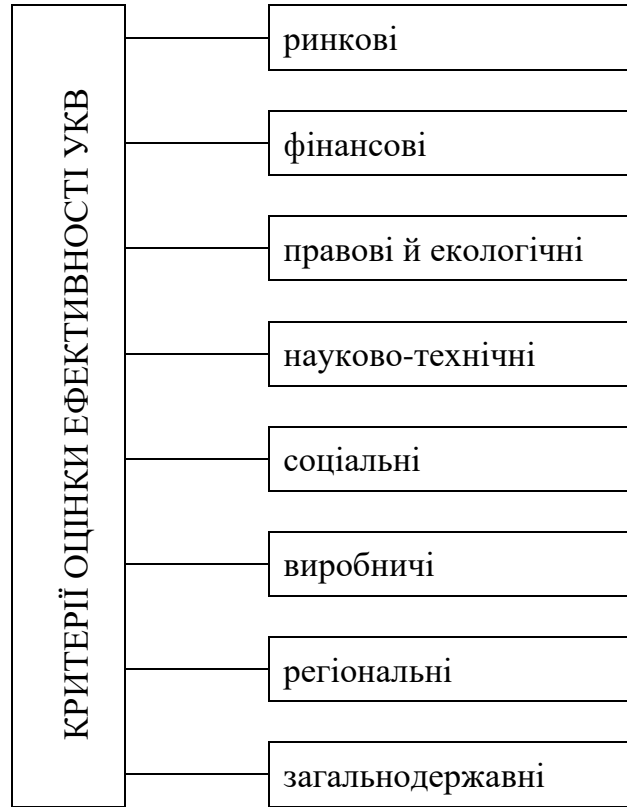 КРИТЕРІЇ ОЦІНКИ ЕФЕКТИВНОСТІ УКВ
ринкові
фінансові
правові й екологічні
науково-технічні
соціальні
виробничі
регіональні
загальнодержавні